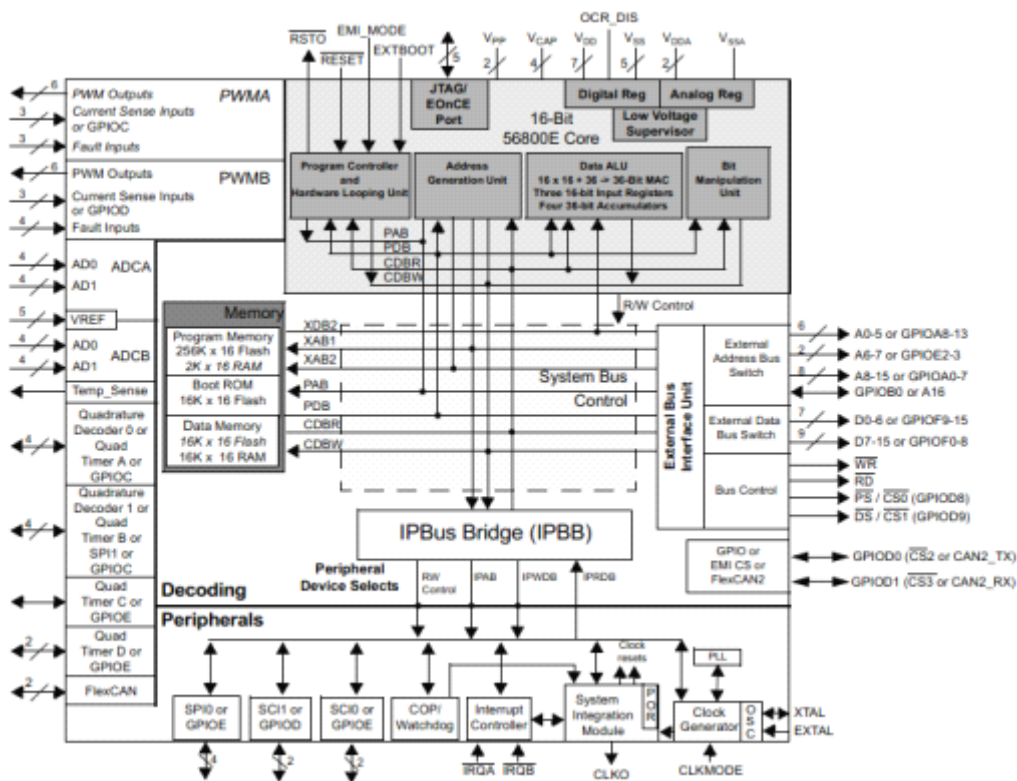 OCR_DIS
RSTO
EMI_MODE
RESET
EXTBOOT
5
VPP
2
VCAP
4
VDD
7
VSS
5
VDDA
2
VSSA
6
PWM Outputs
PWMA
3
Current Sense Inputs
or GPIOC
3
Fault Inputs
6
PWM Outputs
PWMB
3
Current Sense Inputs
or GPIOD
4
Fault Inputs
JTAG/
EOnCE
Port
Digital Reg
Analog Reg
Low Voltage
Supervisor
16-Bit
56800E Core
Program Controller
and
Hardware Looping Unit
Address
Generation Unit
Data ALU
16 x 16 + 36 -> 36-Bit MAC
Three 16-bit Input Registers
Four 36-bit Accumulators
Bit
Manipulation
Unit
PAB
PDB
CDBR
CDBW
4
AD0
ADCA
4
AD1
5
VREF
4
AD0
ADCB
4
AD1
Temp_Sense
4
Quadrature
Decoder 0 or
Quad
Timer A or
GPIOC
4
Quadrature
Decoder 1 or
Quad
Timer B or
SPI1 or
GPIOC
Quad
Timer C or
GPIOE
2
Quad
Timer D or
GPIOE
2
FlexCAN
Memory
Program Memory
256K x 16 Flash
2K x 16 RAM
Boot ROM
16K x 16 Flash
Data Memory
16K x 16 Flash
16K x 16 RAM
XDB2
XAB1
XAB2
PAB
PDB
CDBR
CDBW
R/W Control
System Bus
Control
External Bus
Interface Unit
External
Address Bus
Switch
External Data
Bus Switch
Bus Control
6
A0-5 or GPIOA8-13
2
A6-7 or GPIOE2-3
8
A8-15 or GPIOA0-7
GPIOB0 or A16
7
D0-6 or GPIOF9-15
9
D7-15 or GPIOF0-8
WR
RD
PS / CS0 (GPIOD8)
DS / CS1 (GPIOD9)
GPIO or
EMI CS or
FlexCAN2
GPIOD0 (CS2 or CAN2_TX)
GPIOD1 (CS3 or CAN2_RX)
IPBus Bridge (IPBB)
Peripheral
Device Selects
RW
Control
IPAB
IPWDB
IPRDB
Decoding
Peripherals
Clock
resets
PLL
SPI0 or
GPIOE
SCI1 or
GPIOD
SCI0 or
GPIOE
COP/
Watchdog
Interrupt
Controller
System
Integration
Module
POR
Clock
Generator
OSC
XTAL
EXTAL
4
2
2
IRQA
IRQB
CLKO
CLKMODE